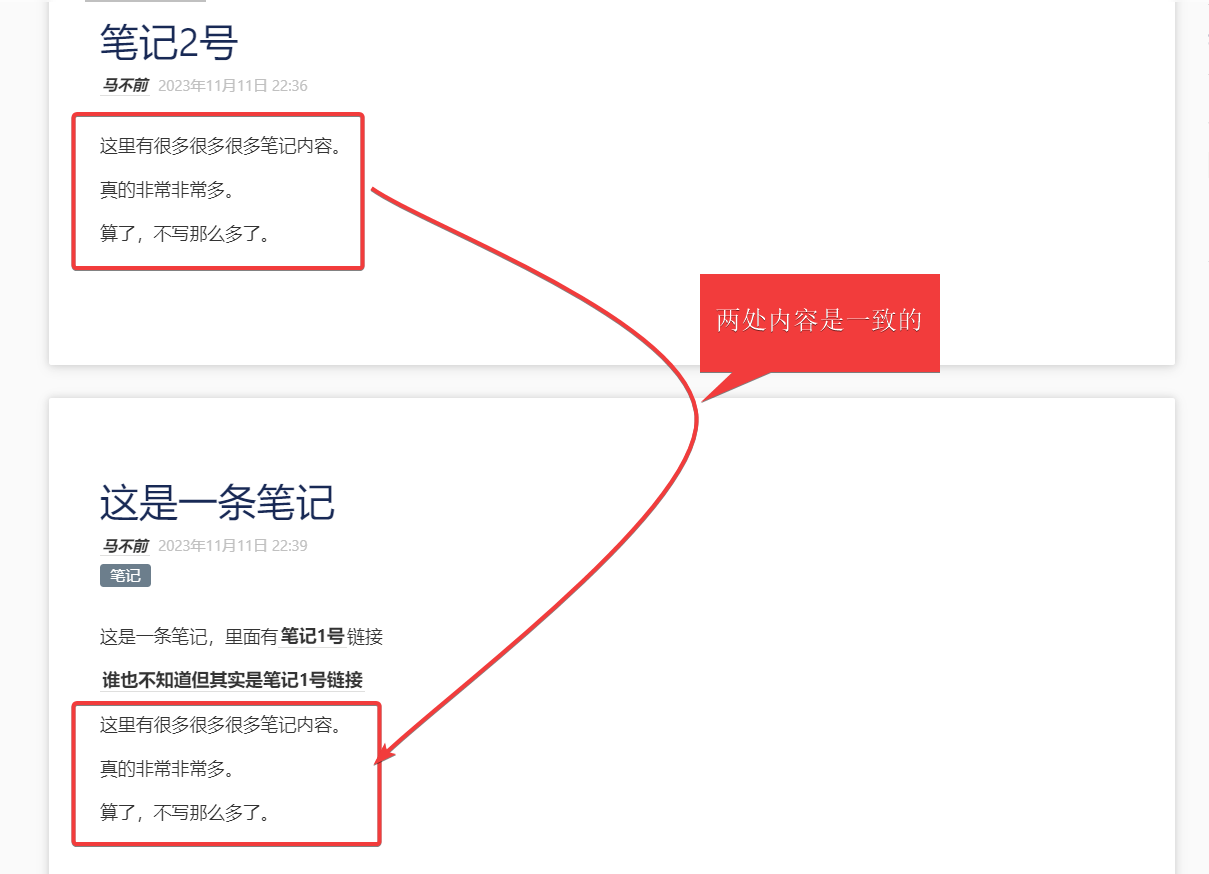 笔记2号
马不前 2023年11月11日 22:36
这里有很多很多很多笔记内容。
真的非常非常多。
算了，不写那么多了。
两处内容是一致的
这是一条笔记
马不前 2023年11月11日 22:39
笔记
这是一条笔记，里面有笔记1号链接
谁也不知道但其实是笔记1号链接
这里有很多很多很多笔记内容。
真的非常非常多。
算了，不写那么多了。